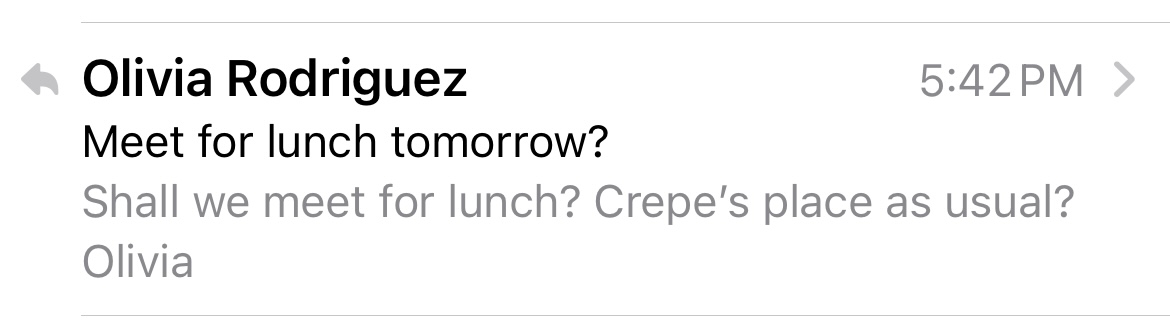 Olivia Rodriguez 5:42 PM
Meet for lunch tomorrow?
Shall we meet for lunch? Crepe’s place as usual?
Olivia